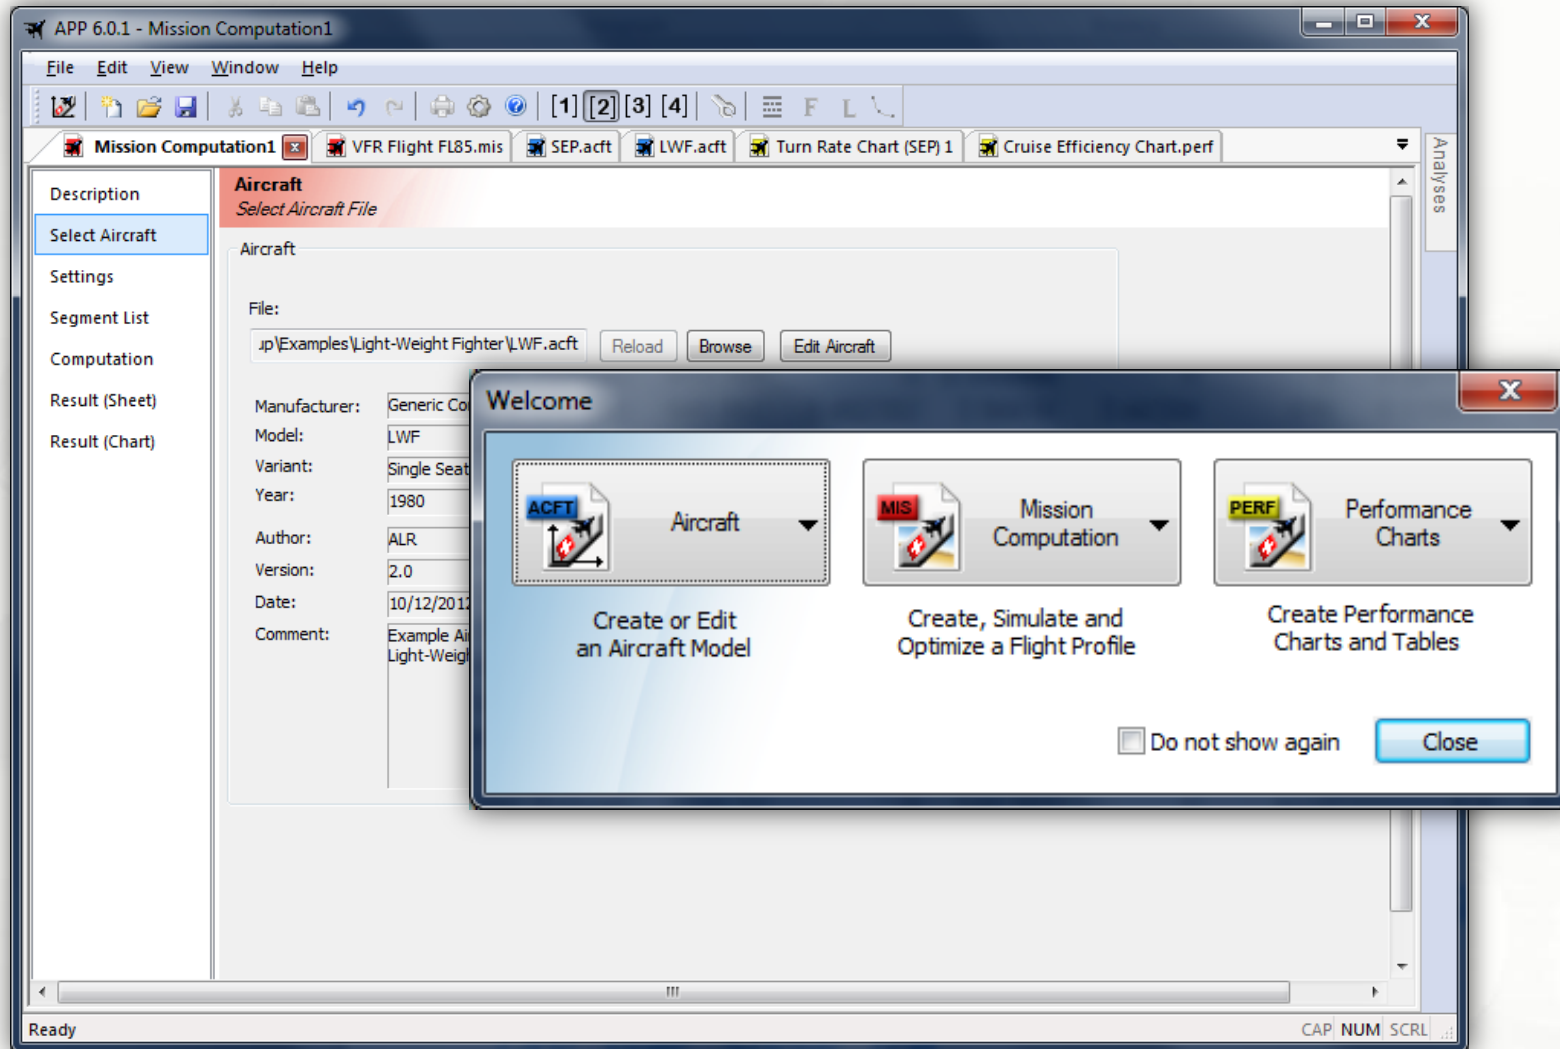 APP 6.0.1 - Mission Computation1
File Edit View Window Help
[1] [2] [3] [4] F L
Mission Computation1 VFR Flight FL85.mis SEP.acft LWF.acft Turn Rate Chart (SEP) 1 Cruise Efficiency Chart.perf
Analyses
Description
Select Aircraft
Settings
Segment List
Computation
Result (Sheet)
Result (Chart)
Aircraft
Select Aircraft File
Aircraft
File:
\Examples\Light-Weight Fighter\LWF.acft Reload Browse Edit Aircraft
Manufacturer: Generic
Model: LWF
Variant: Single Seat
Year: 1980
Author: ALR
Version: 2.0
Date: 10/12/2012
Comment: Example
Welcome
ACFT Aircraft
Create or Edit
an Aircraft Model
MIS Mission
Computation
Create, Simulate and
Optimize a Flight Profile
PERF Performance
Charts
Create Performance
Charts and Tables
Do not show again Close
Ready CAP NUM SCRL